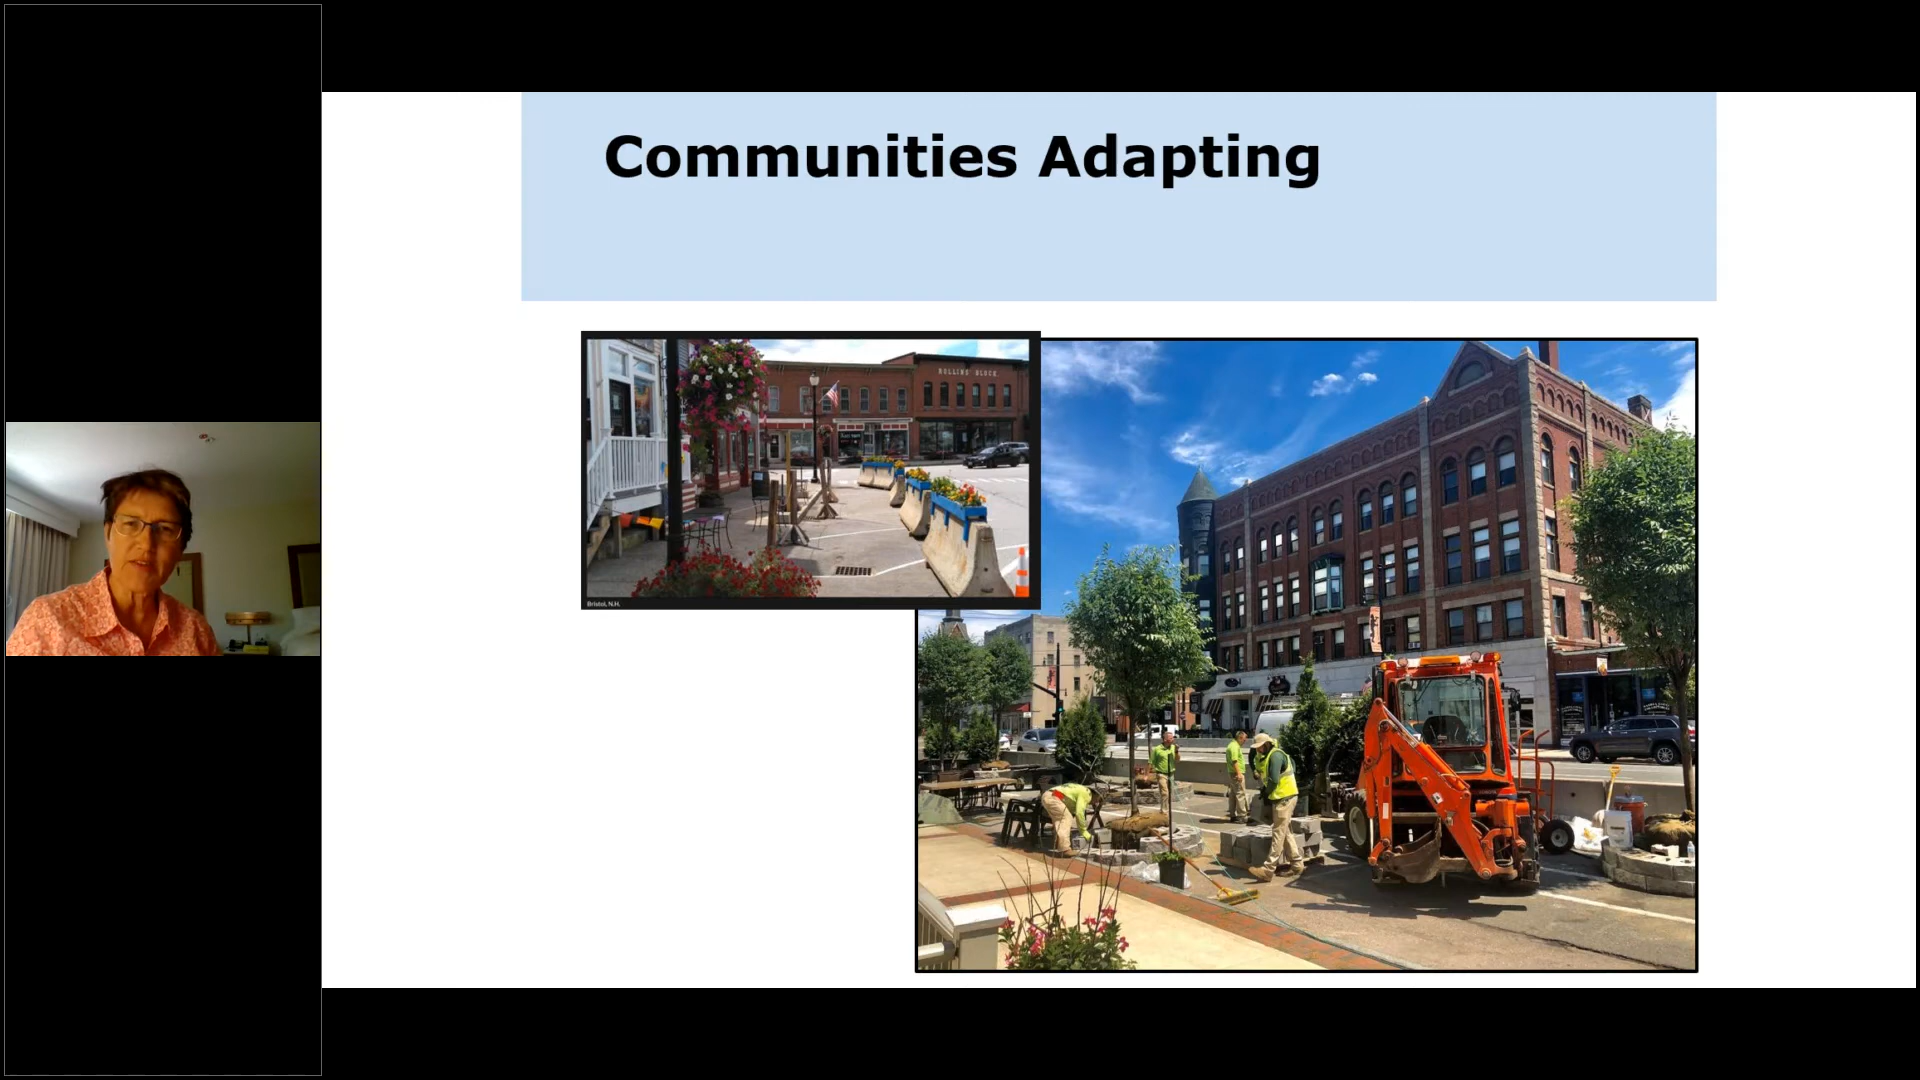 Communities Adapting
ROLLINS BLOCK
Bristol, N.H.